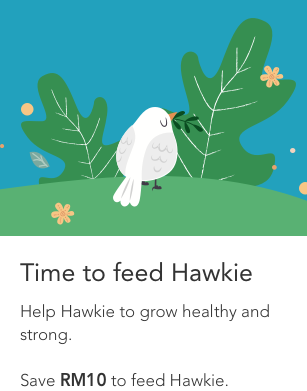 Time to feed Hawkie
Help Hawkie to grow healthy and
strong.
Save RM10 to feed Hawkie.